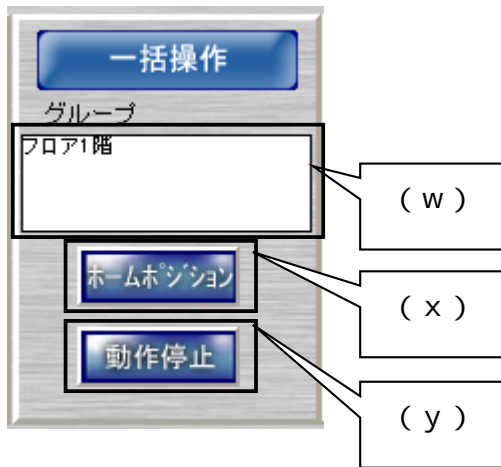 一括操作
グループ
フロア1階
(w)
ホームポジション
(x)
動作停止
(y)